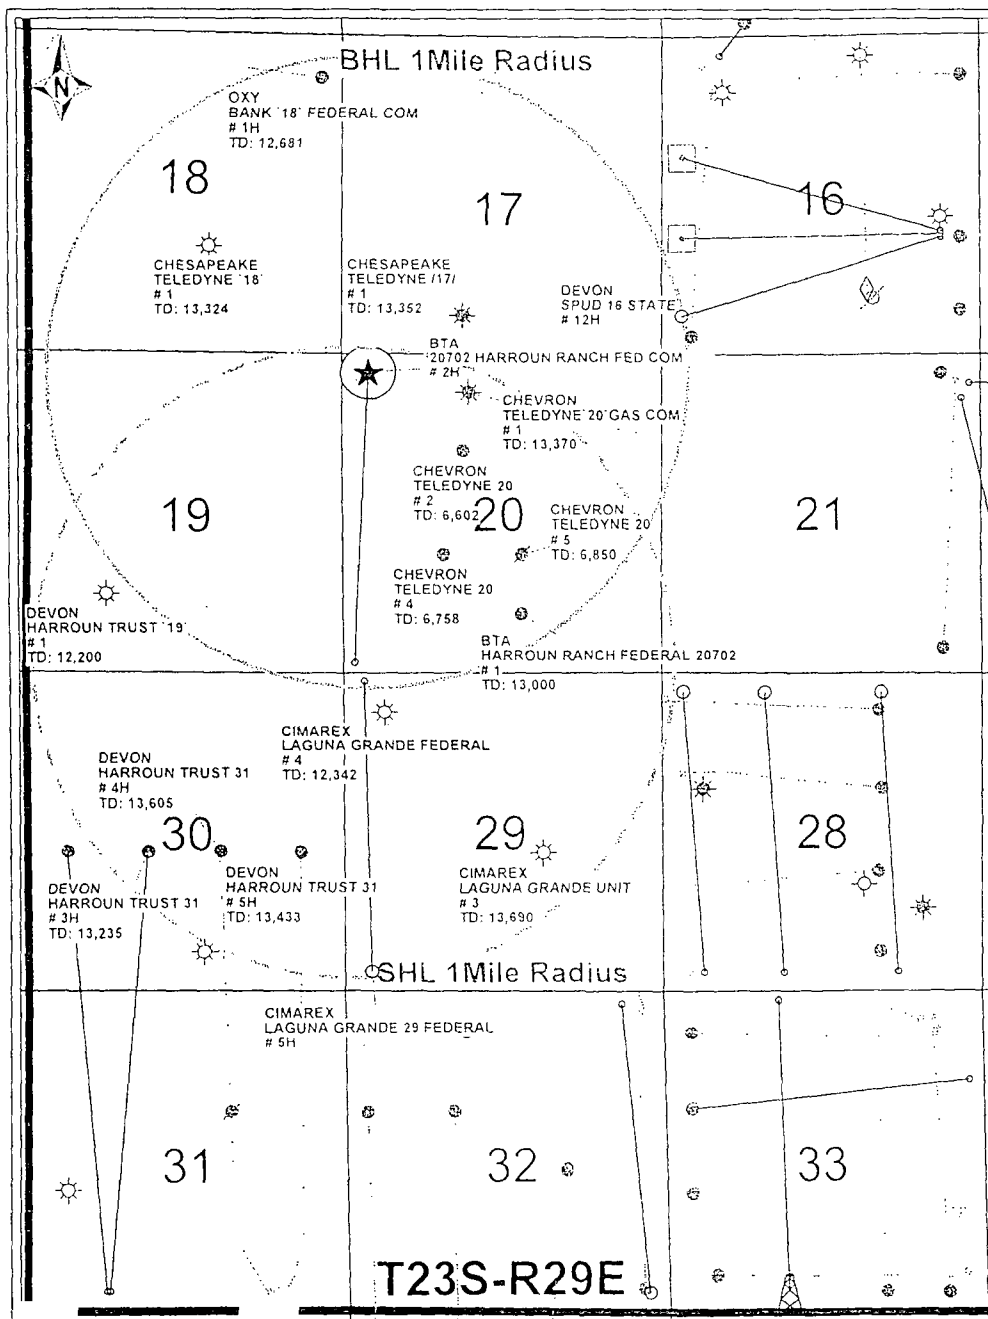 BHL 1Mile Radius
N
OXY
BANK '18' FEDERAL COM
# 1H
TD: 12,681
18
17
16
CHESAPEAKE
TELEDYNE '18'
# 1
TD: 13,324
CHESAPEAKE
TELEDYNE /17/
# 1
TD: 13,352
DEVON
SPUD 16 STATE
# 12H
BTA
20702 HARROUN RANCH FED COM
# 2H
CHEVRON
TELEDYNE '20' GAS COM
# 1
TD: 13,370
CHEVRON
TELEDYNE 20
# 2
TD: 6,602
19
20
21
CHEVRON
TELEDYNE 20
# 5
TD: 6,850
CHEVRON
TELEDYNE 20
# 4
TD: 6,758
DEVON
HARROUN TRUST '19'
# 1
TD: 12,200
BTA
HARROUN RANCH FEDERAL 20702
# 1
TD: 13,000
CIMAREX
LAGUNA GRANDE FEDERAL
# 4
TD: 12,342
DEVON
HARROUN TRUST 31
# 4H
TD: 13,605
30
29
28
DEVON
HARROUN TRUST 31
# 3H
TD: 13,235
DEVON
HARROUN TRUST 31
# 5H
TD: 13,433
CIMAREX
LAGUNA GRANDE UNIT
# 3
TD: 13,690
SHL 1Mile Radius
CIMAREX
LAGUNA GRANDE 29 FEDERAL
# 5H
31
32
33
T23S-R29E